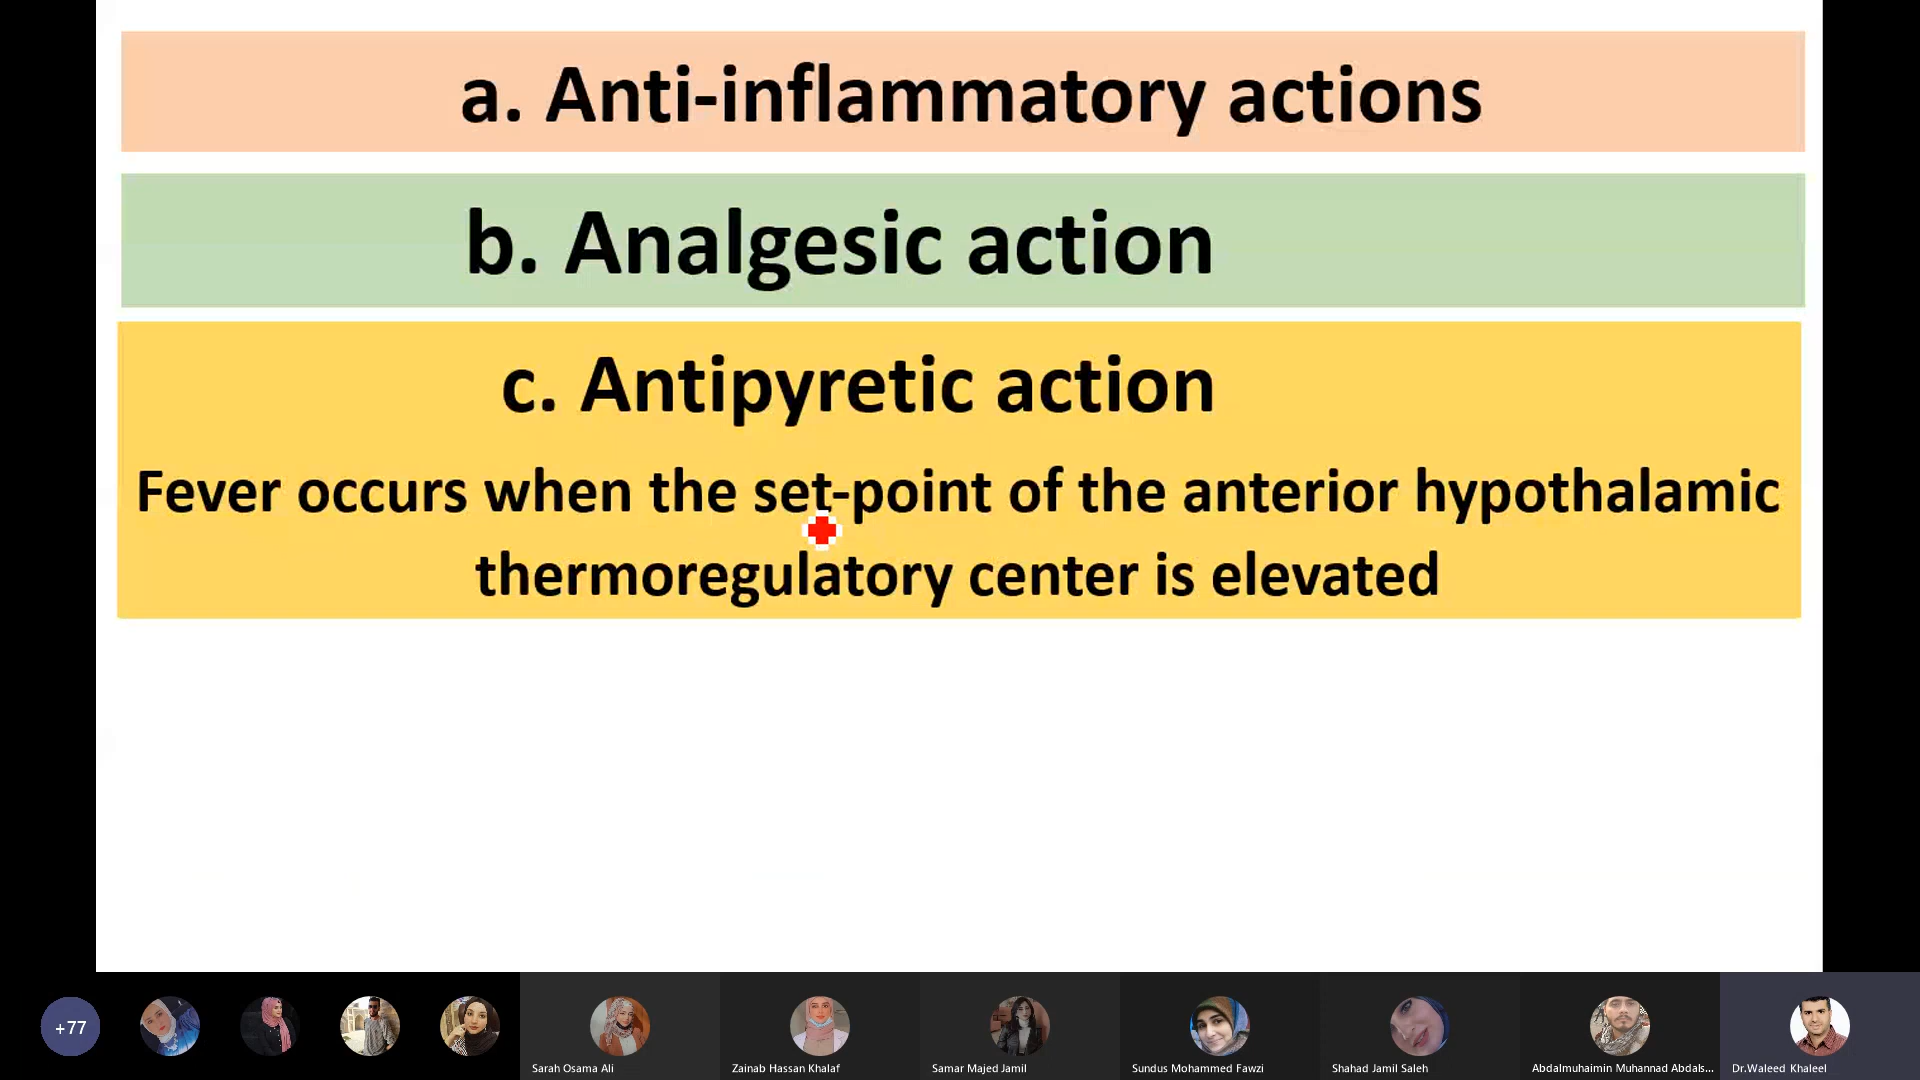 a. Anti-inflammatory actions
b. Analgesic action
c. Antipyretic action
Fever occurs when the set-point of the anterior hypothalamic
thermoregulatory center is elevated
+77
Sarah Osama Ali
Zainab Hassan Khalaf
Samar Majed Jamil
Sundus Mohammed Fawzi
Shahad Jamil Saleh
Abdalmuhaimin Muhannad Abdals...
Dr.Waleed Khaleel